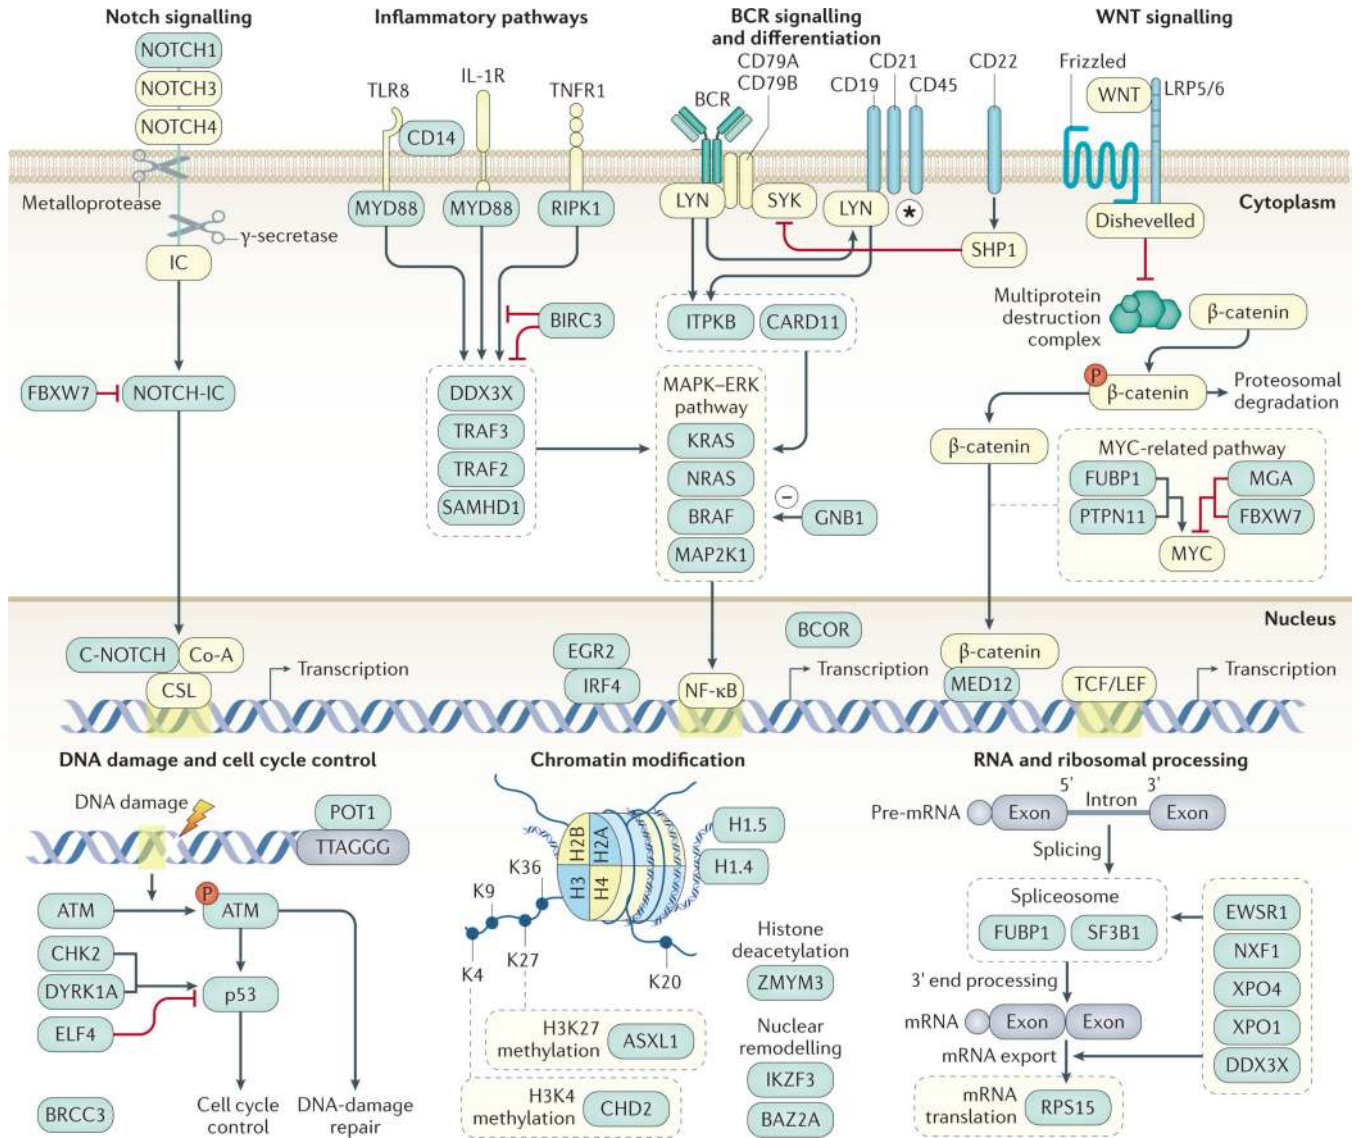 Notch signalling
NOTCH1
NOTCH3
NOTCH4
Metalloprotease
γ-secretase
IC
FBXW7
NOTCH-IC
C-NOTCH
Co-A
CSL
Transcription
Inflammatory pathways
TLR8
IL-1R
TNFR1
CD14
MYD88
MYD88
RIPK1
BIRC3
DDX3X
TRAF3
TRAF2
SAMHD1
BCR signalling
and differentiation
CD79A
CD79B
BCR
CD21
CD19
CD45
CD22
LYN
SYK
LYN
*
SHP1
ITPKB
CARD11
MAPK–ERK
pathway
KRAS
NRAS
BRAF
MAP2K1
−
GNB1
EGR2
IRF4
NF-κB
BCOR
Transcription
WNT signalling
Frizzled
WNT
LRP5/6
Cytoplasm
Dishevelled
Multiprotein
destruction
complex
β-catenin
P
β-catenin
Proteosomal
degradation
β-catenin
MYC-related pathway
FUBP1
MGA
PTPN11
FBXW7
MYC
Nucleus
β-catenin
MED12
TCF/LEF
Transcription
DNA damage and cell cycle control
DNA damage
POT1
TTAGGG
ATM
P
ATM
CHK2
DYRK1A
p53
ELF4
BRCC3
Cell cycle
control
DNA-damage
repair
Chromatin modification
H2B
H2A
H3
H4
H1.5
H1.4
K36
K9
K4
K27
K20
H3K27
methylation
ASXL1
H3K4
methylation
CHD2
Histone
deacetylation
ZMYM3
Nuclear
remodelling
IKZF3
BAZ2A
RNA and ribosomal processing
5’
3’
Pre-mRNA
Exon
Intron
Exon
Splicing
Spliceosome
FUBP1
SF3B1
EWSR1
NXF1
XPO4
XPO1
DDX3X
3' end processing
mRNA
Exon
Exon
mRNA export
mRNA
translation
RPS15